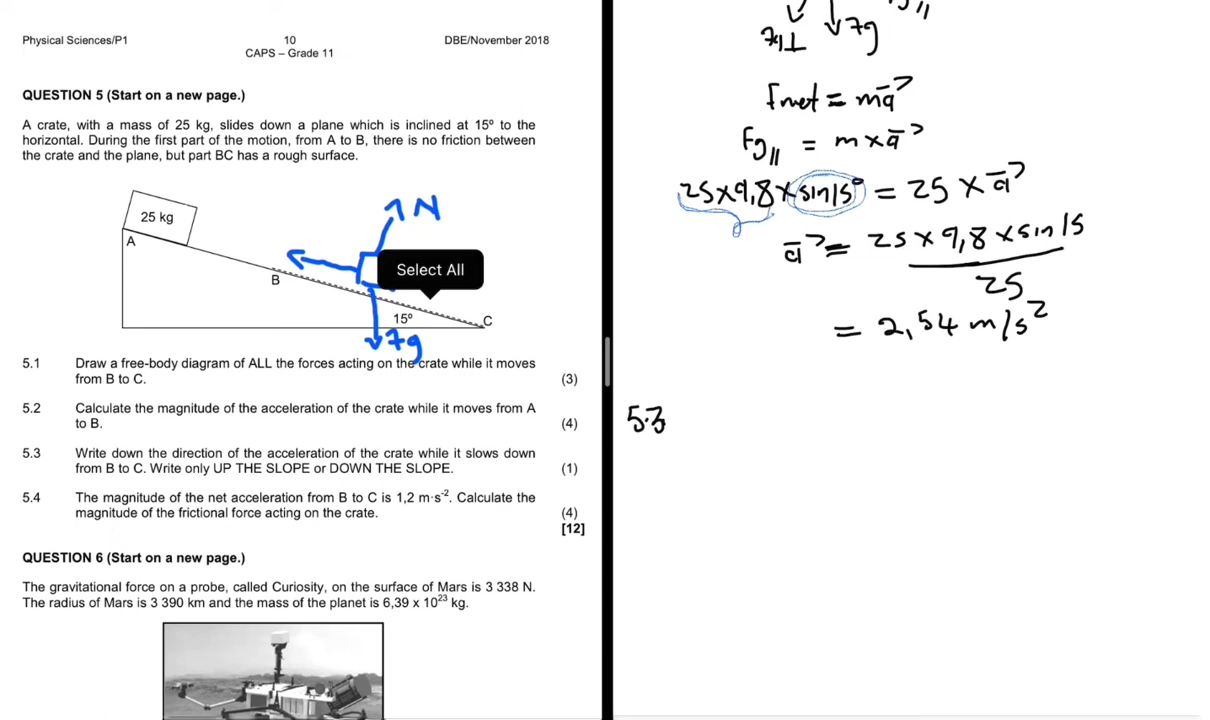 Physical Sciences/P1
10
DBE/November 2018
CAPS – Grade 11
QUESTION 5 (Start on a new page.)
A crate, with a mass of 25 kg, slides down a plane which is inclined at 15° to the
horizontal. During the first part of the motion, from A to B, there is no friction between
the crate and the plane, but part BC has a rough surface.
25 kg
A
B
N
Select All
15°
C
7g
5.1 Draw a free-body diagram of ALL the forces acting on the crate while it moves
from B to C. (3)
5.2 Calculate the magnitude of the acceleration of the crate while it moves from A
to B. (4)
5.3 Write down the direction of the acceleration of the crate while it slows down
from B to C. Write only UP THE SLOPE or DOWN THE SLOPE. (1)
5.4 The magnitude of the net acceleration from B to C is 1,2 m·s⁻². Calculate the
magnitude of the frictional force acting on the crate. (4)
[12]
QUESTION 6 (Start on a new page.)
The gravitational force on a probe, called Curiosity, on the surface of Mars is 3 338 N.
The radius of Mars is 3 390 km and the mass of the planet is 6,39 x 10²³ kg.
7g
Fnet = ma
Fg|| = m x a
25x9,8 x sin15° = 25 x a
a = 25 x 9,8 x sin 15
25
= 2,54 m/s²
5.3